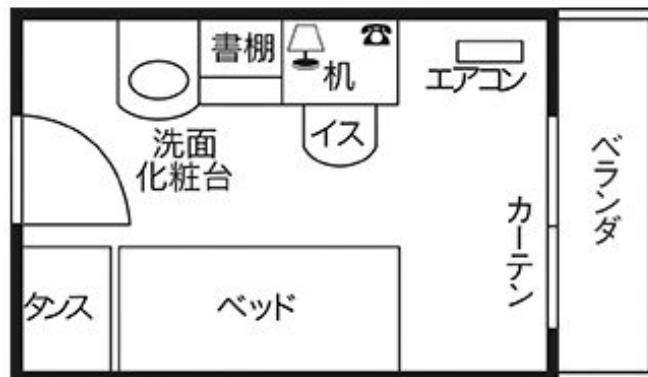 書棚
机
エアコン
イス
洗面
化粧台
ベランダ
カーテン
タンス
ベッド